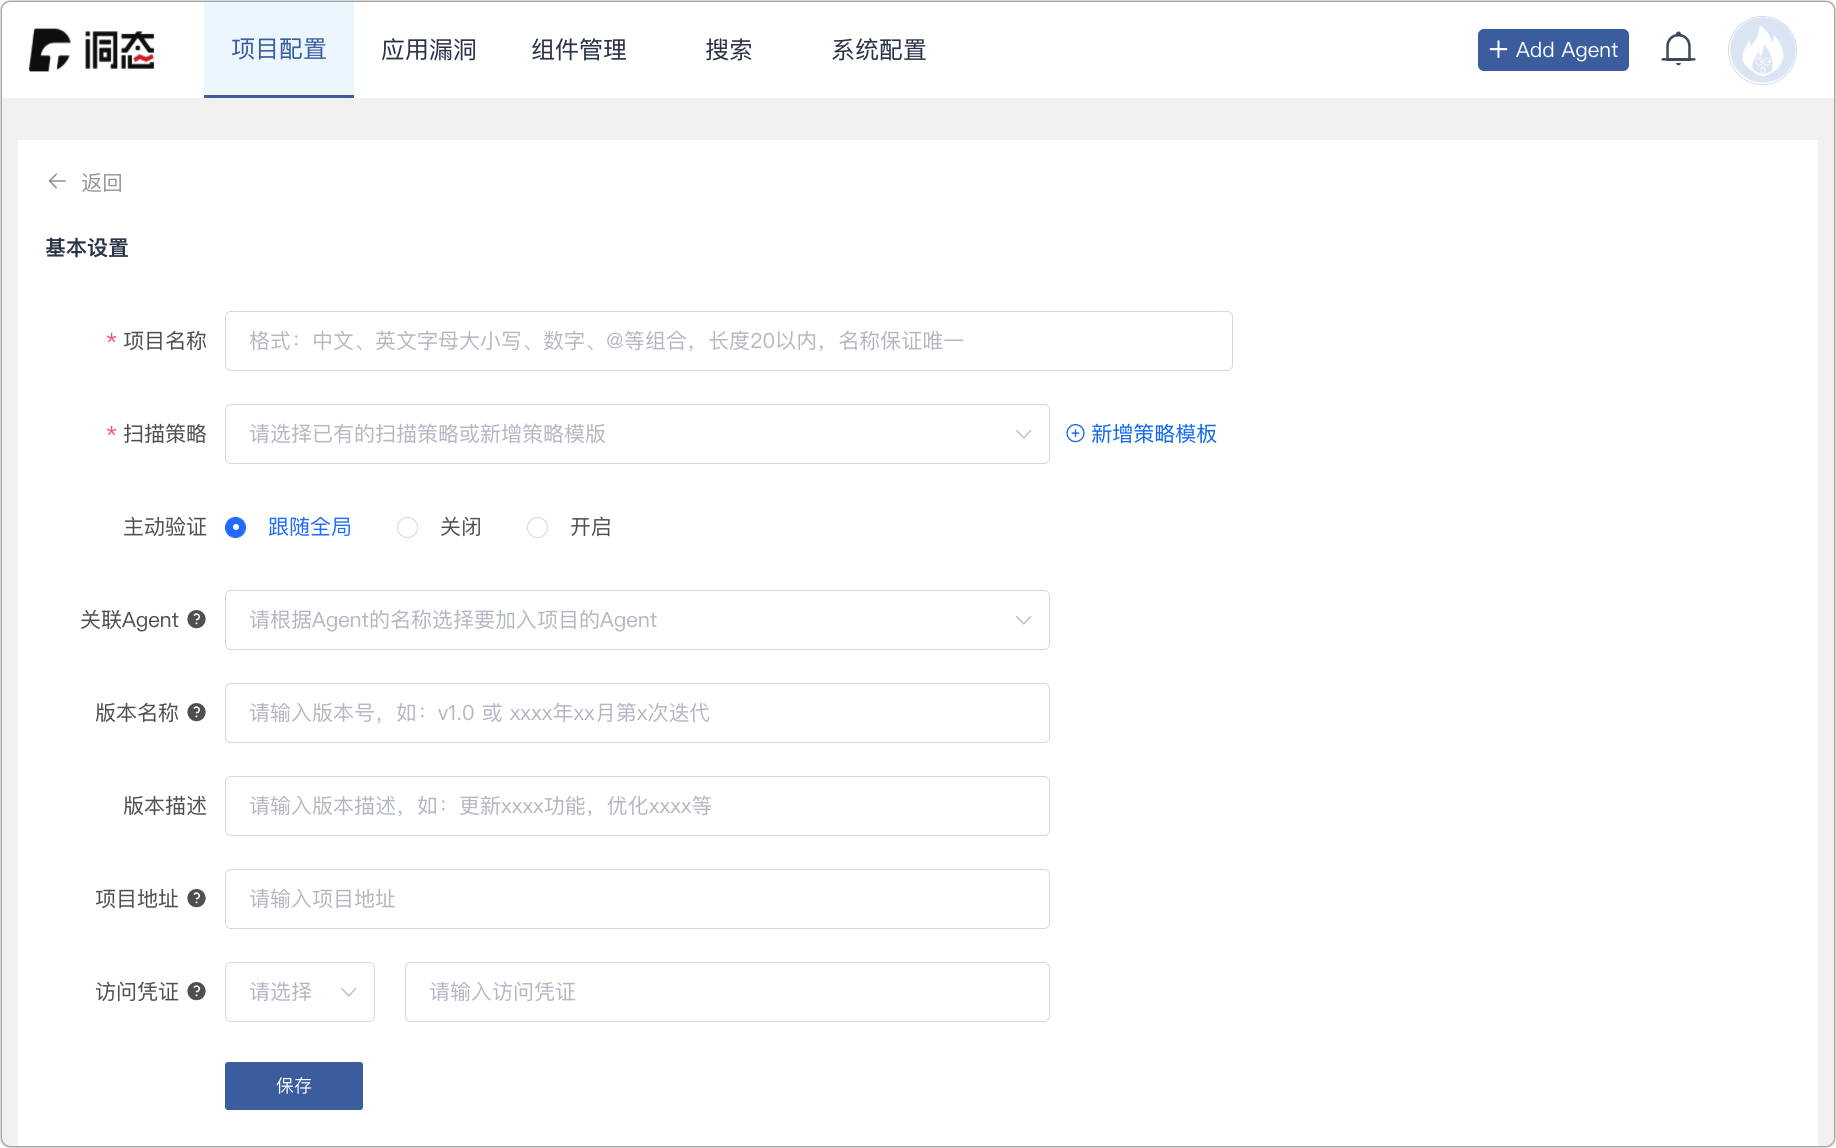 洞态
项目配置 应用漏洞 组件管理 搜索 系统配置 + Add Agent
← 返回
基本设置
* 项目名称 格式：中文、英文字母大小写、数字、@等组合，长度20以内，名称保证唯一
* 扫描策略 请选择已有的扫描策略或新增策略模版 新增策略模板
主动验证 跟随全局 关闭 开启
关联Agent ? 请根据Agent的名称选择要加入项目的Agent
版本名称 ? 请输入版本号，如：v1.0 或 xxxx年xx月第x次迭代
版本描述 请输入版本描述，如：更新xxxx功能，优化xxxx等
项目地址 ? 请输入项目地址
访问凭证 ? 请选择 请输入访问凭证
保存